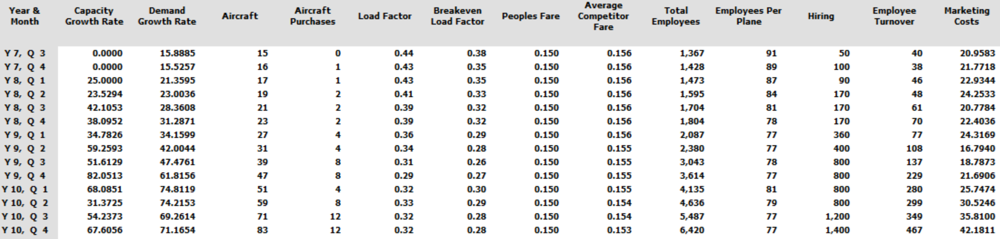 Year & Month Capacity Growth Rate Demand Growth Rate Aircraft Aircraft Purchases Load Factor Breakeven Load Factor Peoples Fare Average Competitor Fare Total Employees Employees Per Plane Hiring Employee Turnover Marketing Costs
Y 7, Q 3 0.0000 15.8885 15 0 0.44 0.38 0.150 0.156 1,367 91 50 40 20.9583
Y 7, Q 4 0.0000 15.5257 16 1 0.43 0.35 0.150 0.156 1,428 89 100 38 21.7718
Y 8, Q 1 25.0000 21.3595 17 1 0.43 0.35 0.150 0.156 1,473 87 90 46 22.9344
Y 8, Q 2 23.5294 23.0036 19 2 0.41 0.33 0.150 0.156 1,595 84 170 48 24.2533
Y 8, Q 3 42.1053 28.3608 21 2 0.39 0.32 0.150 0.156 1,704 81 170 61 20.7784
Y 8, Q 4 38.0952 31.2871 23 2 0.39 0.32 0.150 0.156 1,804 78 170 70 22.4036
Y 9, Q 1 34.7826 34.1599 27 4 0.36 0.29 0.150 0.156 2,087 77 360 77 24.3169
Y 9, Q 2 59.2593 42.0044 31 4 0.34 0.28 0.150 0.155 2,380 77 400 108 16.7940
Y 9, Q 3 51.6129 47.4761 39 8 0.31 0.26 0.150 0.155 3,043 78 800 137 18.7873
Y 9, Q 4 82.0513 61.8156 47 8 0.29 0.27 0.150 0.155 3,614 77 800 229 21.6906
Y 10, Q 1 68.0851 74.8119 51 4 0.32 0.30 0.150 0.155 4,135 81 800 280 25.7474
Y 10, Q 2 31.3725 74.2153 59 8 0.33 0.29 0.150 0.154 4,636 79 800 299 30.5246
Y 10, Q 3 54.2373 69.2614 71 12 0.32 0.28 0.150 0.154 5,487 77 1,200 349 35.8100
Y 10, Q 4 67.6056 71.1654 83 12 0.32 0.28 0.150 0.153 6,420 77 1,400 467 42.1811